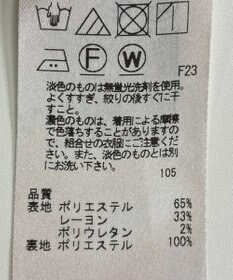 F W
F23
淡色のものは無蛍光洗剤を使用。
よくすすぎ、絞りのすぐに干
すこと。
濃色のものは、着用による摩擦
で色落ちすることがありますの
で、組合せの衣服にご注意くだ
さい。また、淡色のものとは別
にお洗い下さい。
105
品質
表地 ポリエステル 65%
レーヨン 33%
ポリウレタン 2%
裏地 ポリエステル 100%